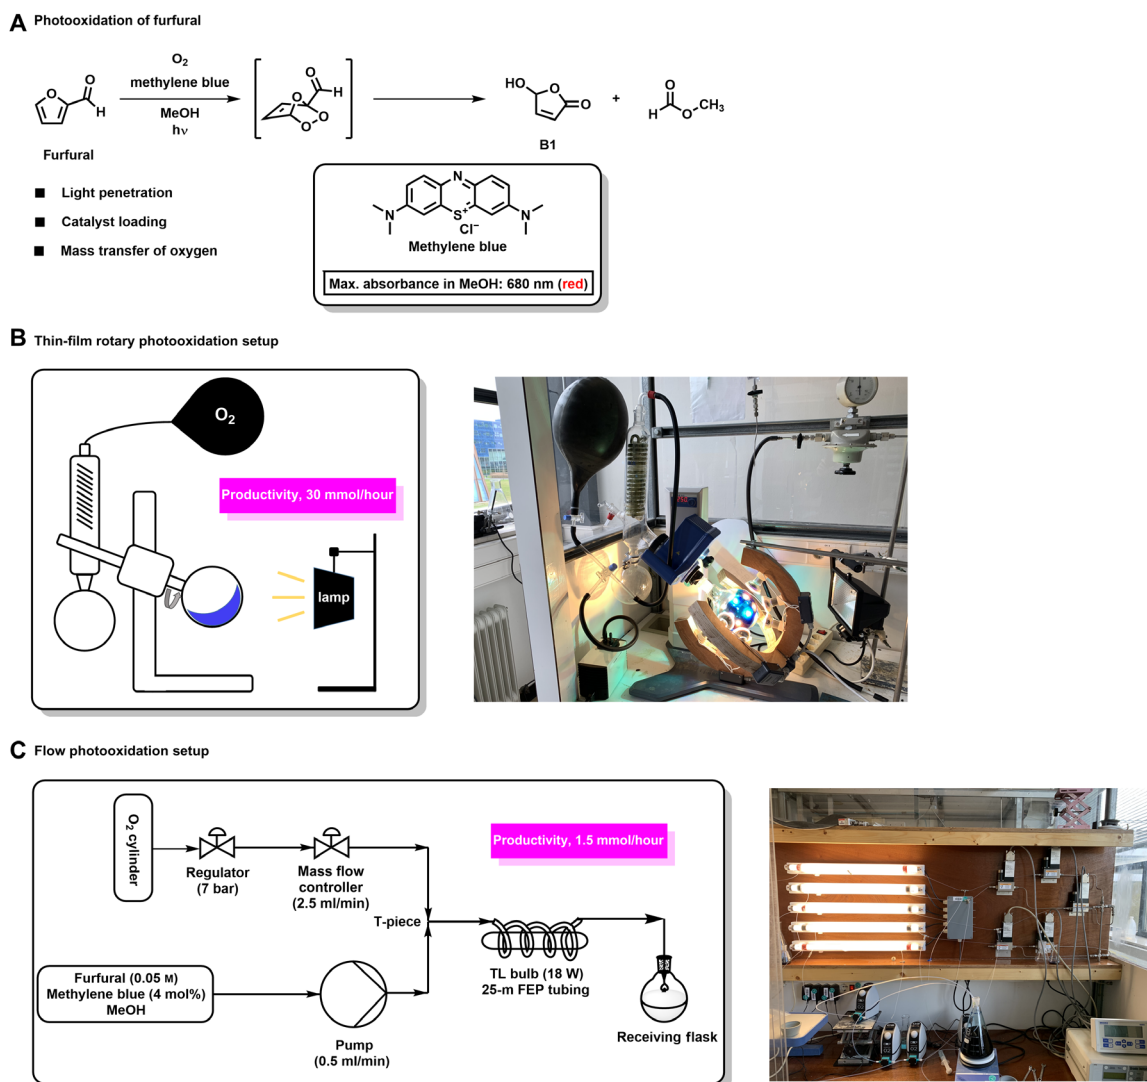 A Photooxidation of furfural
O2
methylene blue
MeOH
hν
O
O
H
O
O
H
O
O
O
HO
O
O
+
O
H
O
CH3
Furfural
B1
■ Light penetration
■ Catalyst loading
■ Mass transfer of oxygen
N
N
S+
N
Cl−
Methylene blue
Max. absorbance in MeOH: 680 nm (red)
B Thin-film rotary photooxidation setup
O2
Productivity, 30 mmol/hour
lamp
C Flow photooxidation setup
O2 cylinder
Regulator
(7 bar)
Mass flow
controller
(2.5 ml/min)
Productivity, 1.5 mmol/hour
T-piece
Furfural (0.05 M)
Methylene blue (4 mol%)
MeOH
Pump
(0.5 ml/min)
TL bulb (18 W)
25-m FEP tubing
Receiving flask